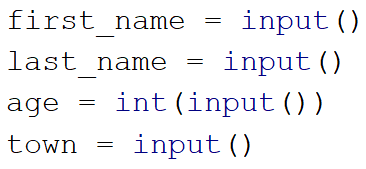 first_name = input()
last_name = input()
age = int(input())
town = input()